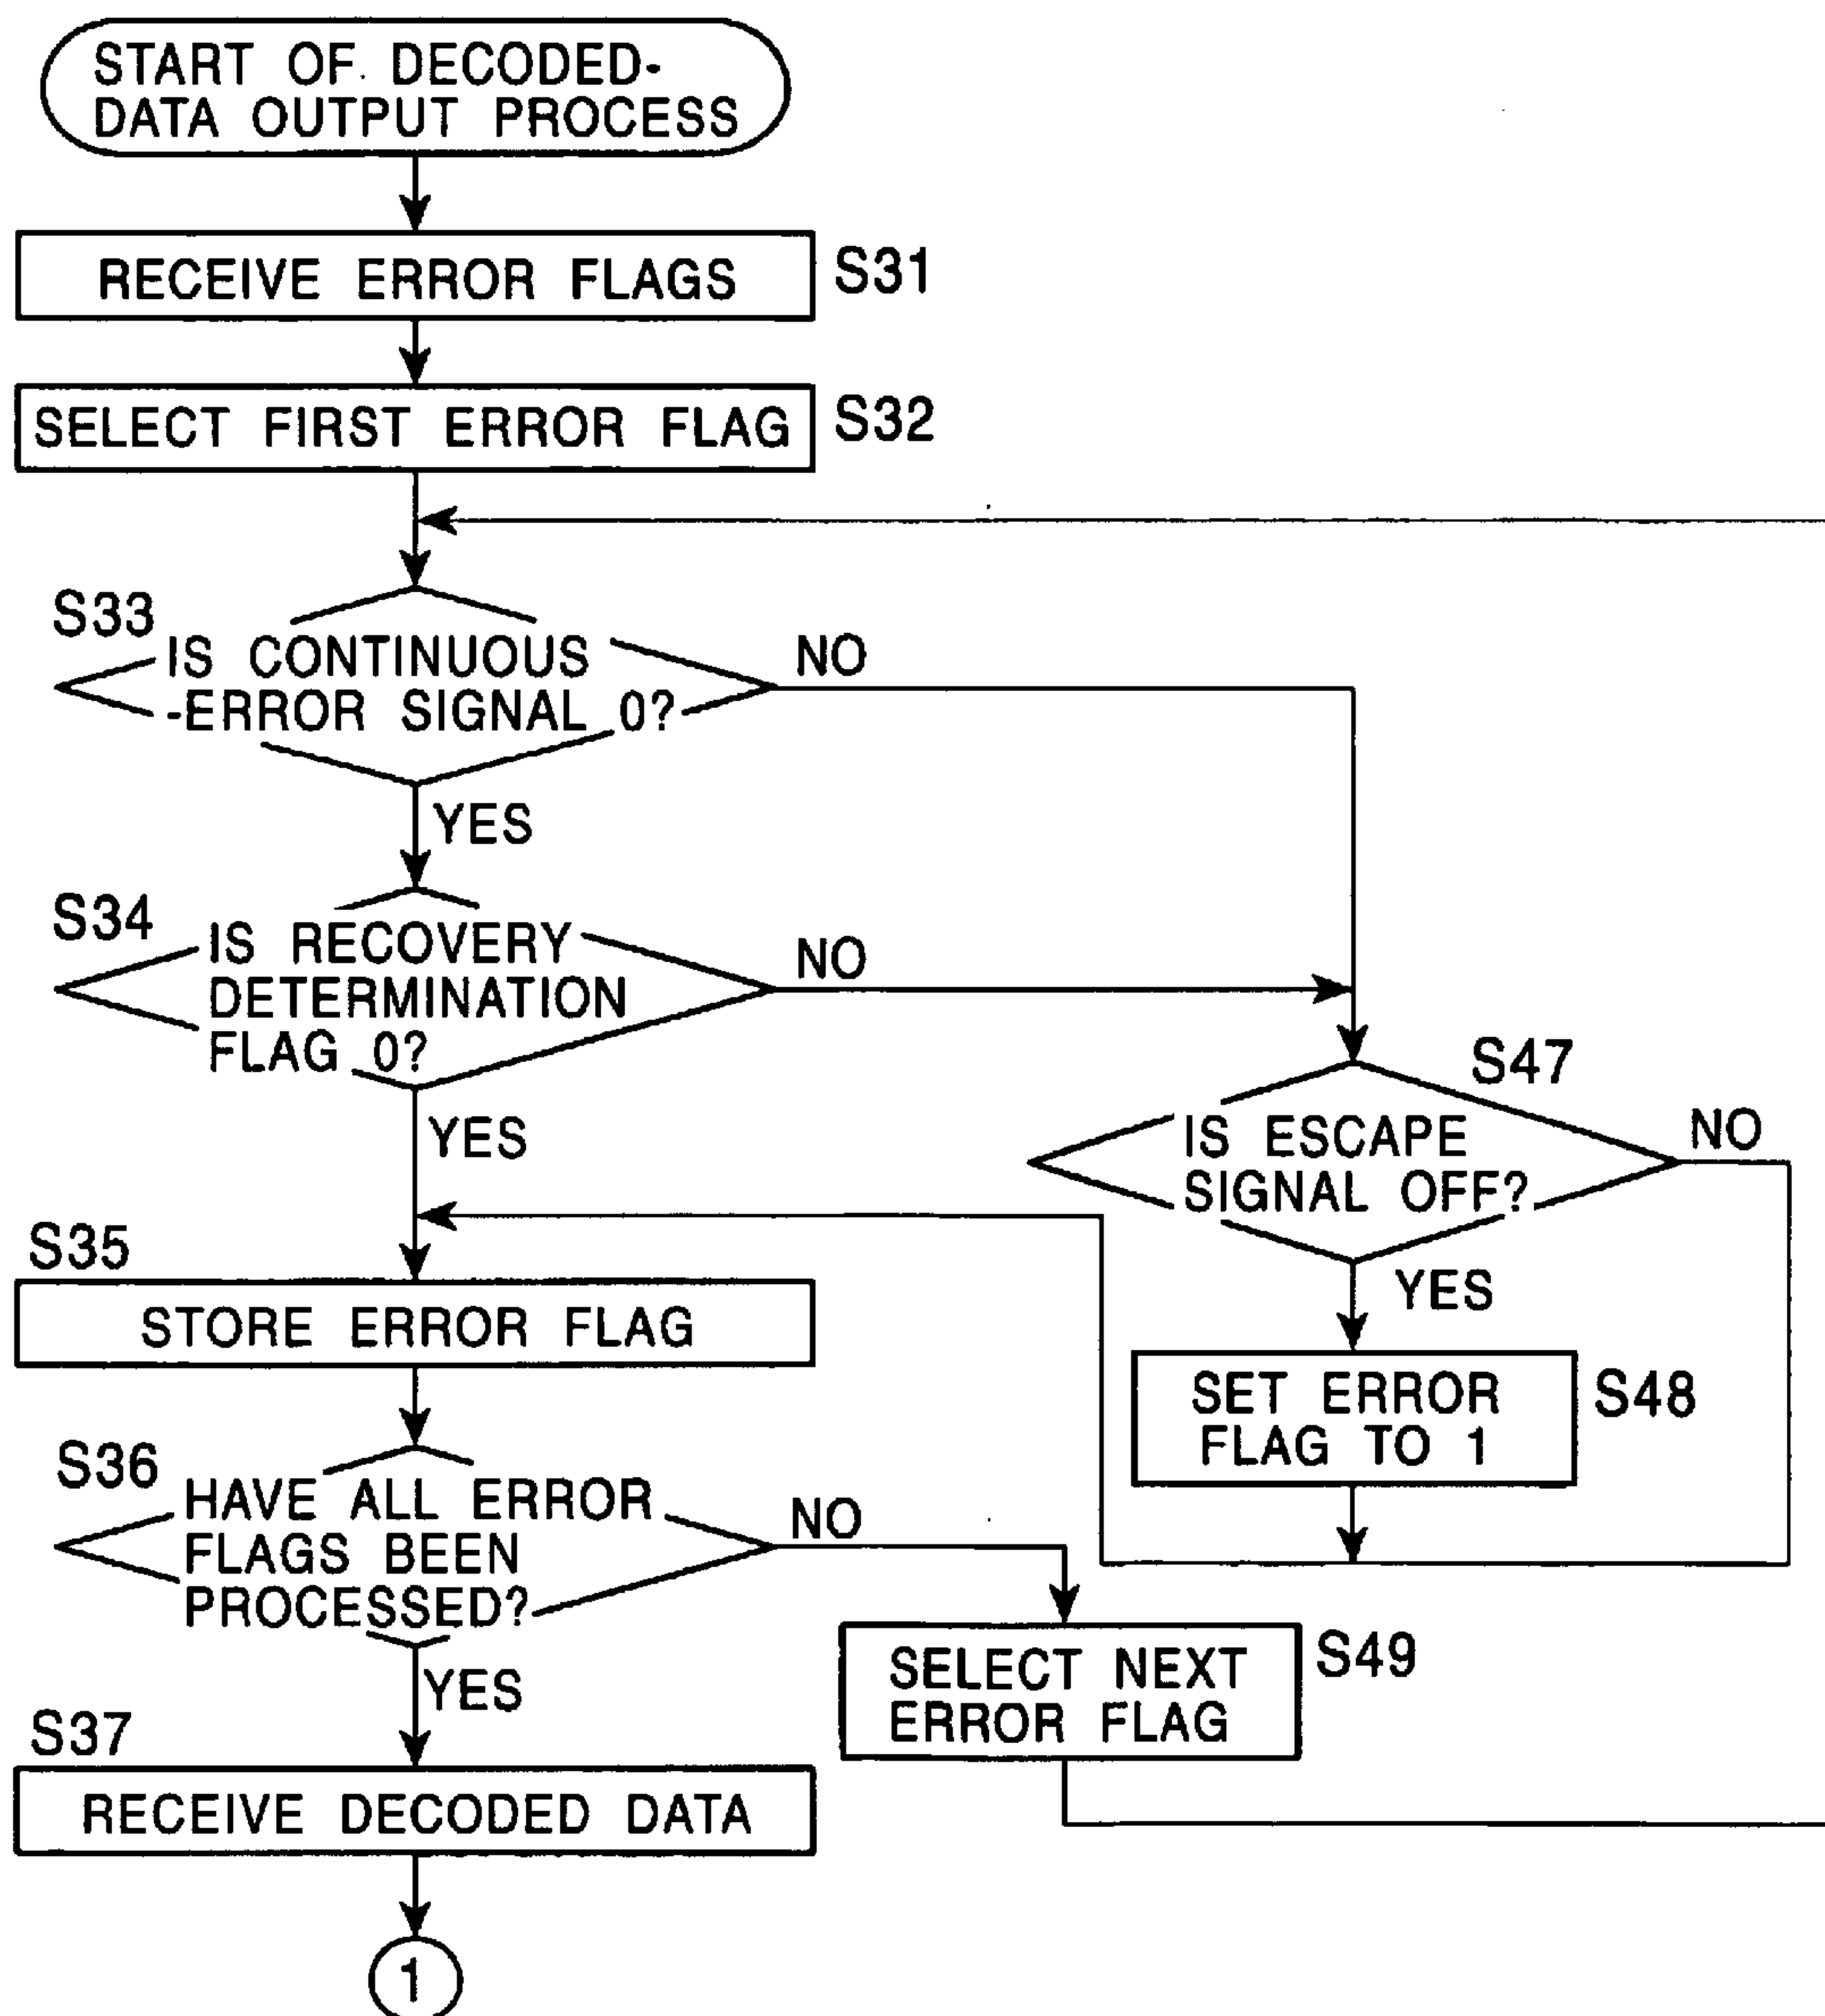 START OF DECODED-
DATA OUTPUT PROCESS
RECEIVE ERROR FLAGS
S31
SELECT FIRST ERROR FLAG
S32
S33
IS CONTINUOUS
-ERROR SIGNAL 0?
NO
YES
S34
IS RECOVERY
DETERMINATION
FLAG 0?
NO
YES
S47
IS ESCAPE
SIGNAL OFF?
NO
YES
S35
STORE ERROR FLAG
SET ERROR
FLAG TO 1
S48
S36
HAVE ALL ERROR
FLAGS BEEN
PROCESSED?
NO
YES
SELECT NEXT
ERROR FLAG
S49
S37
RECEIVE DECODED DATA
1